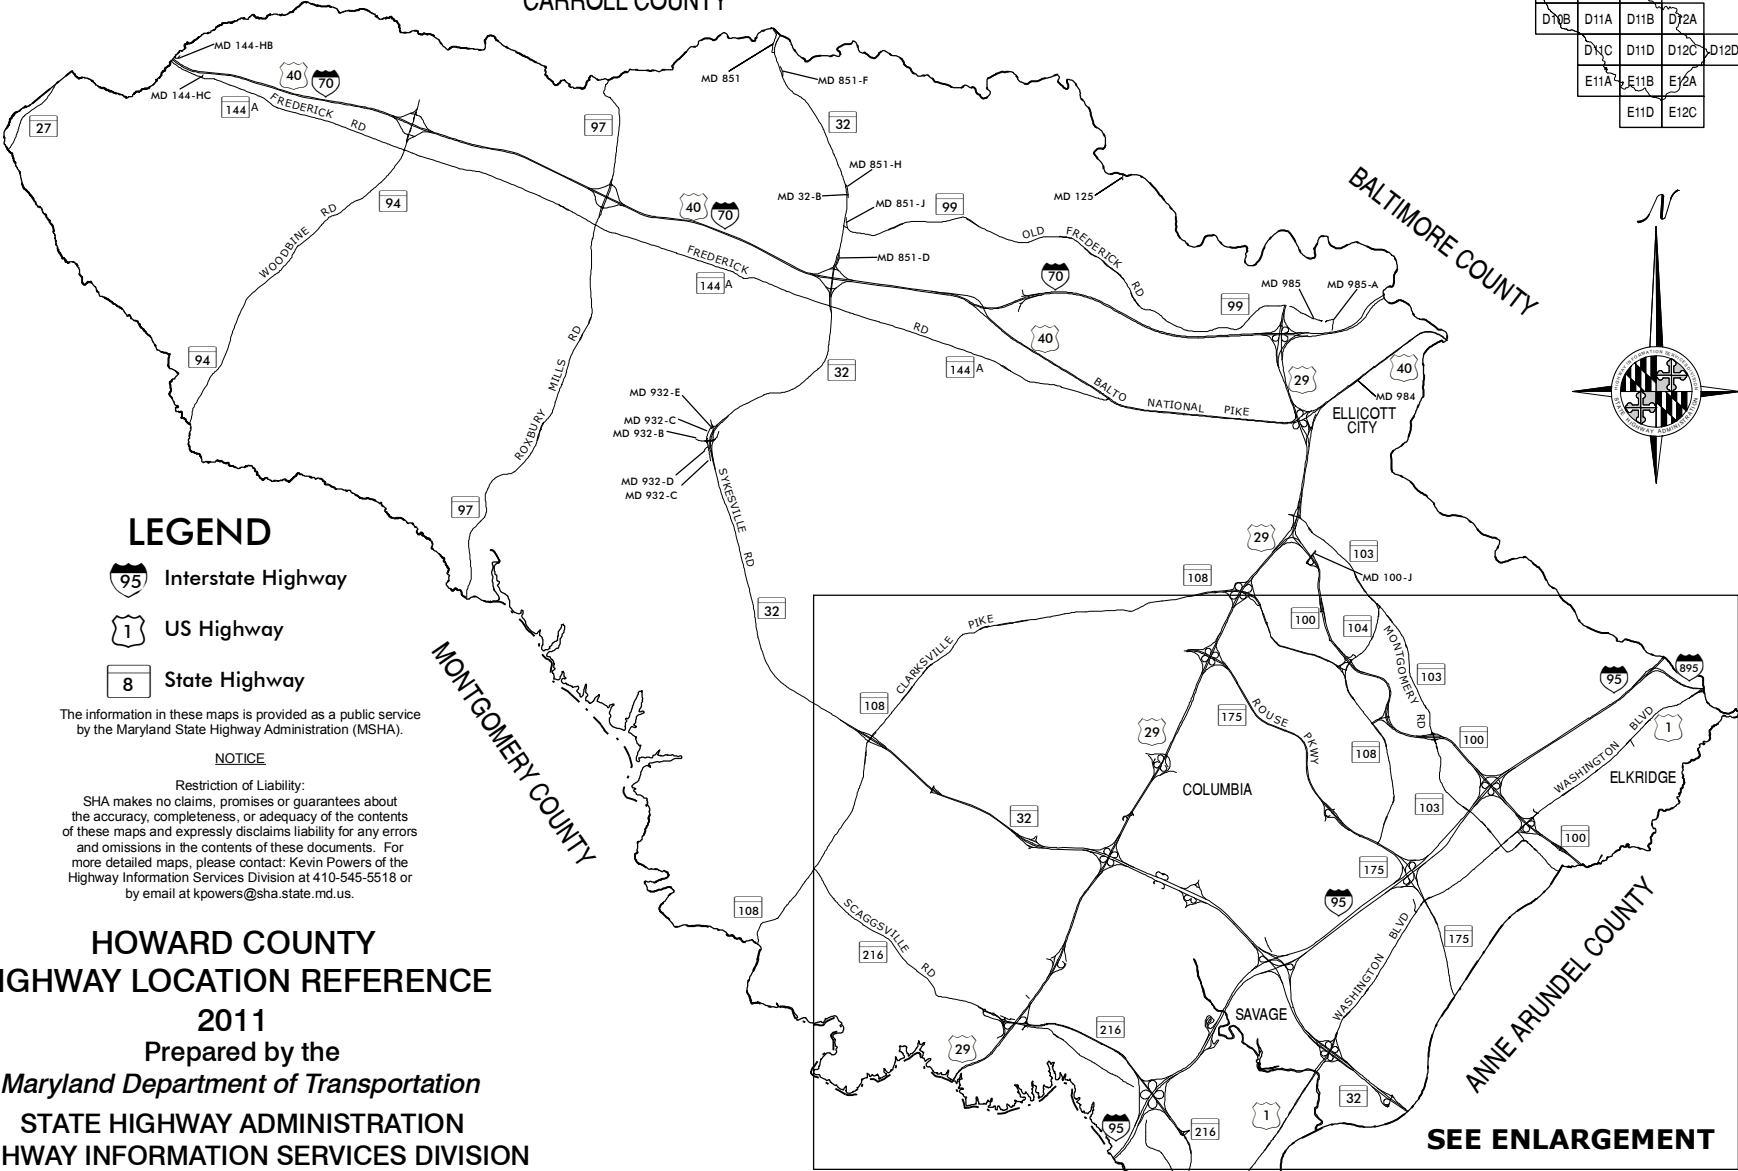 CARROLL COUNTY
D10B D11A D11B D12A
D11C D11D D12C D12D
E11A E11B E12A
E11D E12C
MD 144-HB
MD 144-HC
40
70
144 A
FREDERICK RD
27
97
MD 851
MD 851-F
32
MD 851-H
MD 32-B
MD 851-J
99
MD 125
BALTIMORE COUNTY
N
94
WOODBINE RD
40
70
OLD FREDERICK RD
MD 851-D
FREDERICK
144 A
70
99
MD 985
MD 985-A
94
ROXBURY MILLS RD
32
RD
144 A
40
BALTO NATIONAL PIKE
29
40
MD 984
ELLICOTT
CITY
HIGHWAY INFORMATION SERVICES DIVISION
STATE HIGHWAY ADMINISTRATION
MD 932-E
MD 932-C
MD 932-B
MD 932-D
MD 932-C
SYKESVILLE RD
97
29
103
MD 100-J
108
32
LEGEND
95 Interstate Highway
1 US Highway
8 State Highway
The information in these maps is provided as a public service
by the Maryland State Highway Administration (MSHA).
NOTICE
Restriction of Liability:
SHA makes no claims, promises or guarantees about
the accuracy, completeness, or adequacy of the contents
of these maps and expressly disclaims liability for any errors
and omissions in the contents of these documents. For
more detailed maps, please contact: Kevin Powers of the
Highway Information Services Division at 410-545-5518 or
by email at kpowers@sha.state.md.us.
MONTGOMERY COUNTY
CLARKSVILLE PIKE
100
104
MONTGOMERY RD
103
95
895
108
175
ROUSE PKWY
29
108
100
WASHINGTON BLVD
1
ELKRIDGE
COLUMBIA
103
32
100
175
95
108
SCAGGSVILLE RD
216
WASHINGTON BLVD
175
ANNE ARUNDEL COUNTY
SAVAGE
216
29
32
1
95
216
SEE ENLARGEMENT
HOWARD COUNTY
IGHWAY LOCATION REFERENCE
2011
Prepared by the
Maryland Department of Transportation
STATE HIGHWAY ADMINISTRATION
HWAY INFORMATION SERVICES DIVISION